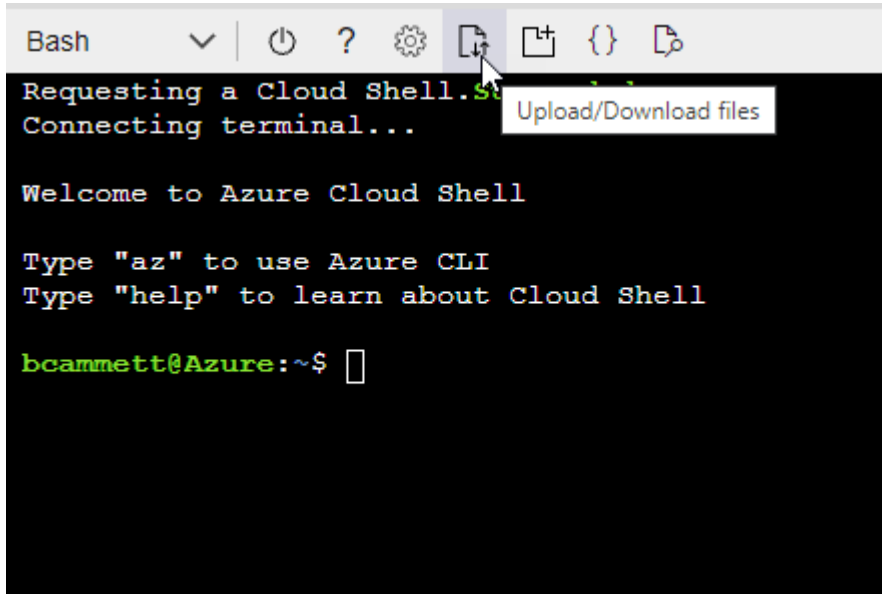 Bash
?
{}
Requesting a Cloud Shell.
Upload/Download files
Connecting terminal...
Welcome to Azure Cloud Shell
Type "az" to use Azure CLI
Type "help" to learn about Cloud Shell
bcammett@Azure:~$